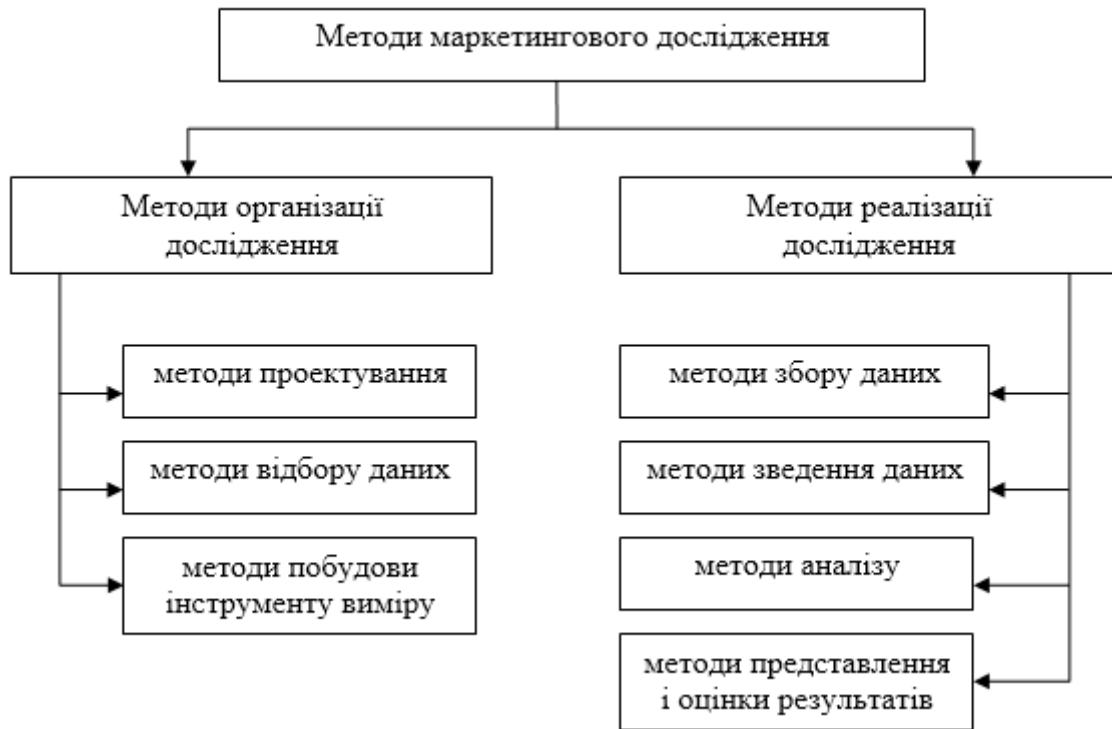 Методи маркетингового дослідження
Методи організації
дослідження
Методи реалізації
дослідження
методи проектування
методи відбору даних
методи побудови
інструменту виміру
методи збору даних
методи зведення даних
методи аналізу
методи представлення
і оцінки результатів